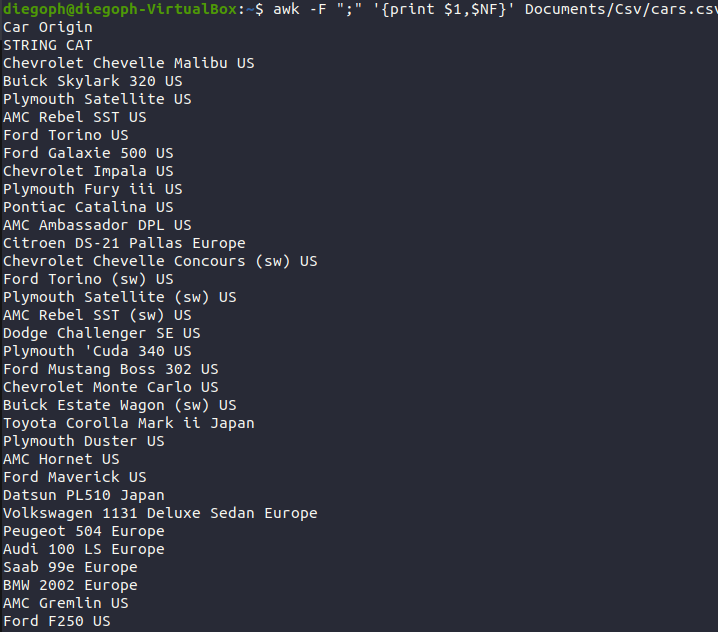 diegoph@diegoph-VirtualBox:~$ awk -F ";" '{print $1,$NF}' Documents/Csv/cars.csv
Car Origin
STRING CAT
Chevrolet Chevelle Malibu US
Buick Skylark 320 US
Plymouth Satellite US
AMC Rebel SST US
Ford Torino US
Ford Galaxie 500 US
Chevrolet Impala US
Plymouth Fury iii US
Pontiac Catalina US
AMC Ambassador DPL US
Citroen DS-21 Pallas Europe
Chevrolet Chevelle Concours (sw) US
Ford Torino (sw) US
Plymouth Satellite (sw) US
AMC Rebel SST (sw) US
Dodge Challenger SE US
Plymouth 'Cuda 340 US
Ford Mustang Boss 302 US
Chevrolet Monte Carlo US
Buick Estate Wagon (sw) US
Toyota Corolla Mark ii Japan
Plymouth Duster US
AMC Hornet US
Ford Maverick US
Datsun PL510 Japan
Volkswagen 1131 Deluxe Sedan Europe
Peugeot 504 Europe
Audi 100 LS Europe
Saab 99e Europe
BMW 2002 Europe
AMC Gremlin US
Ford F250 US